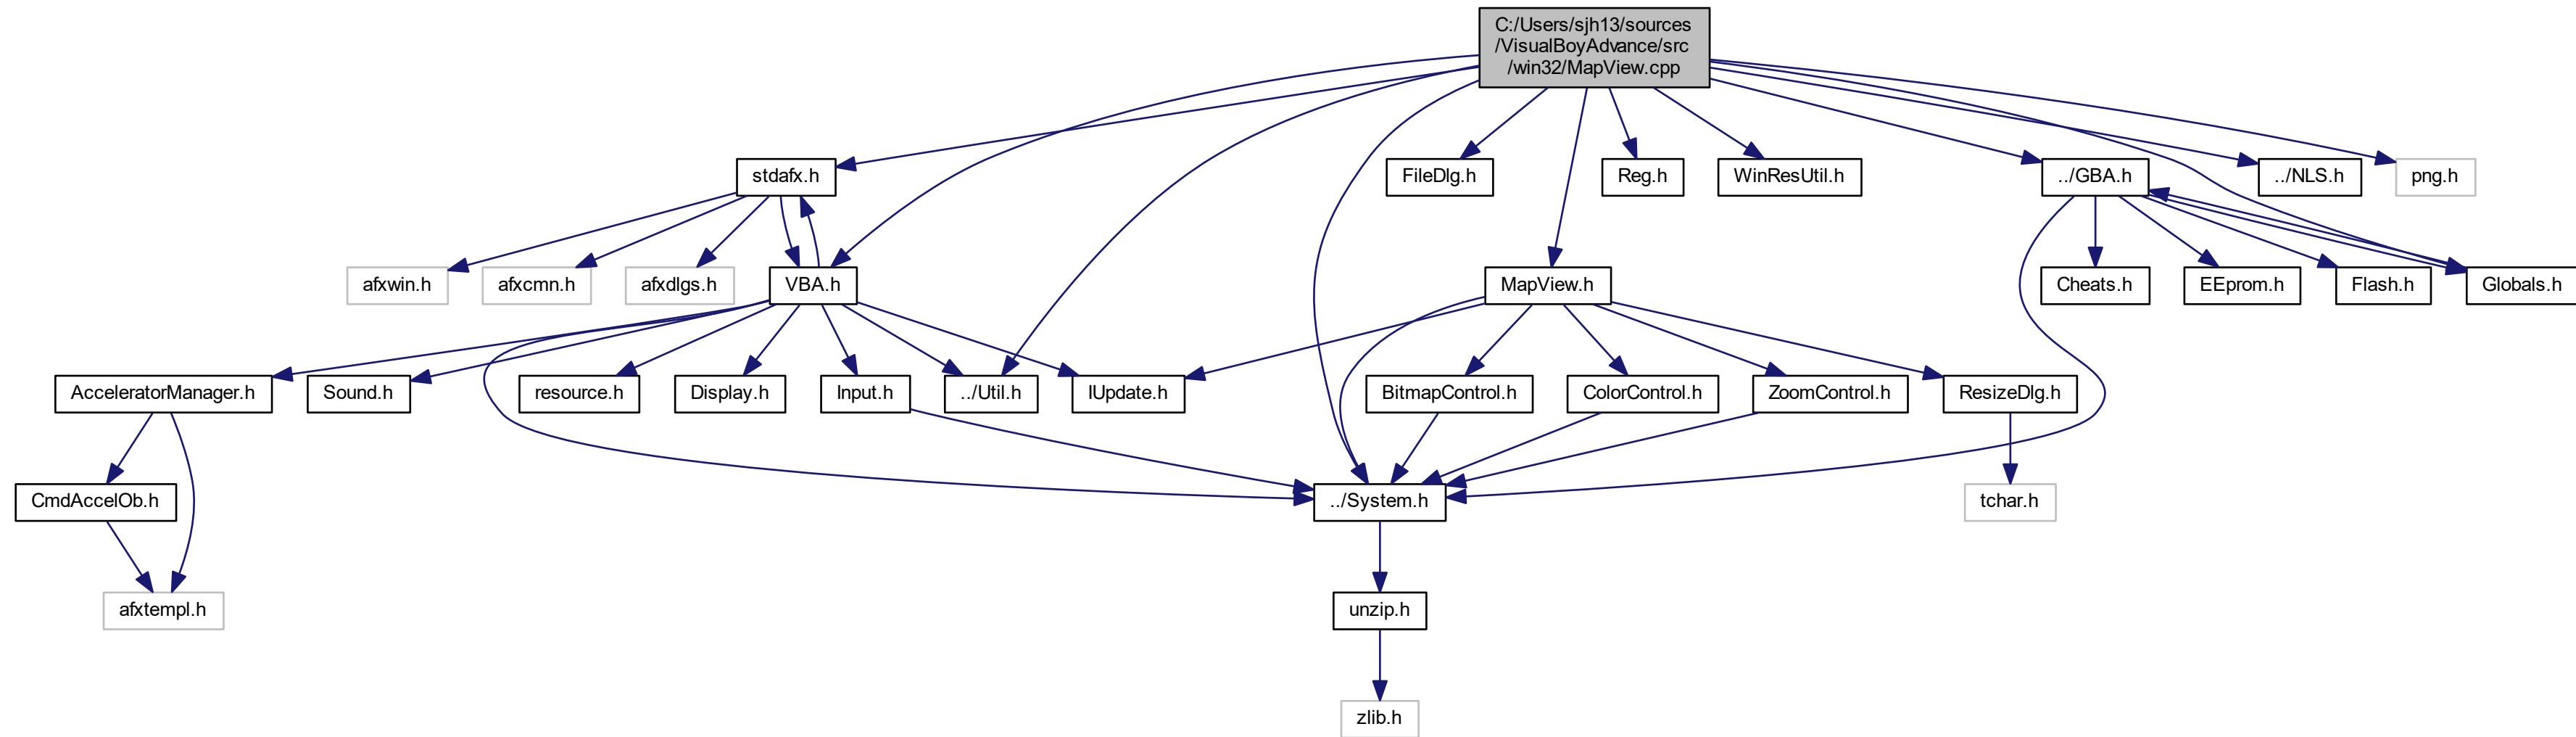 C:/Users/sjh13/sources
/VisualBoyAdvance/src
/win32/MapView.cpp
stdafx.h
FileDlg.h
Reg.h
WinResUtil.h
../GBA.h
../NLS.h
png.h
afxwin.h
afxcmn.h
afxdlgs.h
VBA.h
MapView.h
Cheats.h
EEprom.h
Flash.h
Globals.h
AcceleratorManager.h
Sound.h
resource.h
Display.h
Input.h
../Util.h
IUpdate.h
BitmapControl.h
ColorControl.h
ZoomControl.h
ResizeDlg.h
CmdAccelOb.h
../System.h
tchar.h
afxtempl.h
unzip.h
zlib.h